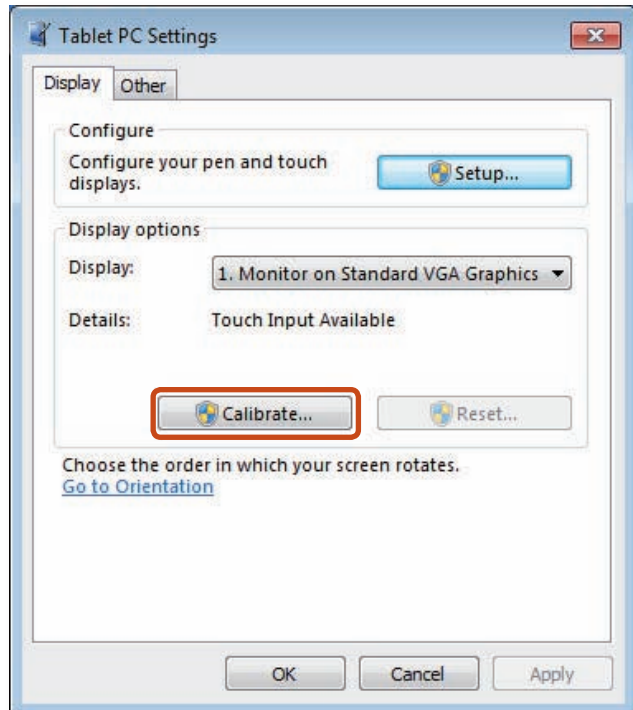 Tablet PC Settings
Display Other
Configure
Configure your pen and touch
displays.
Setup...
Display options
Display: 1. Monitor on Standard VGA Graphics
Details: Touch Input Available
Calibrate... Reset...
Choose the order in which your screen rotates.
Go to Orientation
OK Cancel Apply